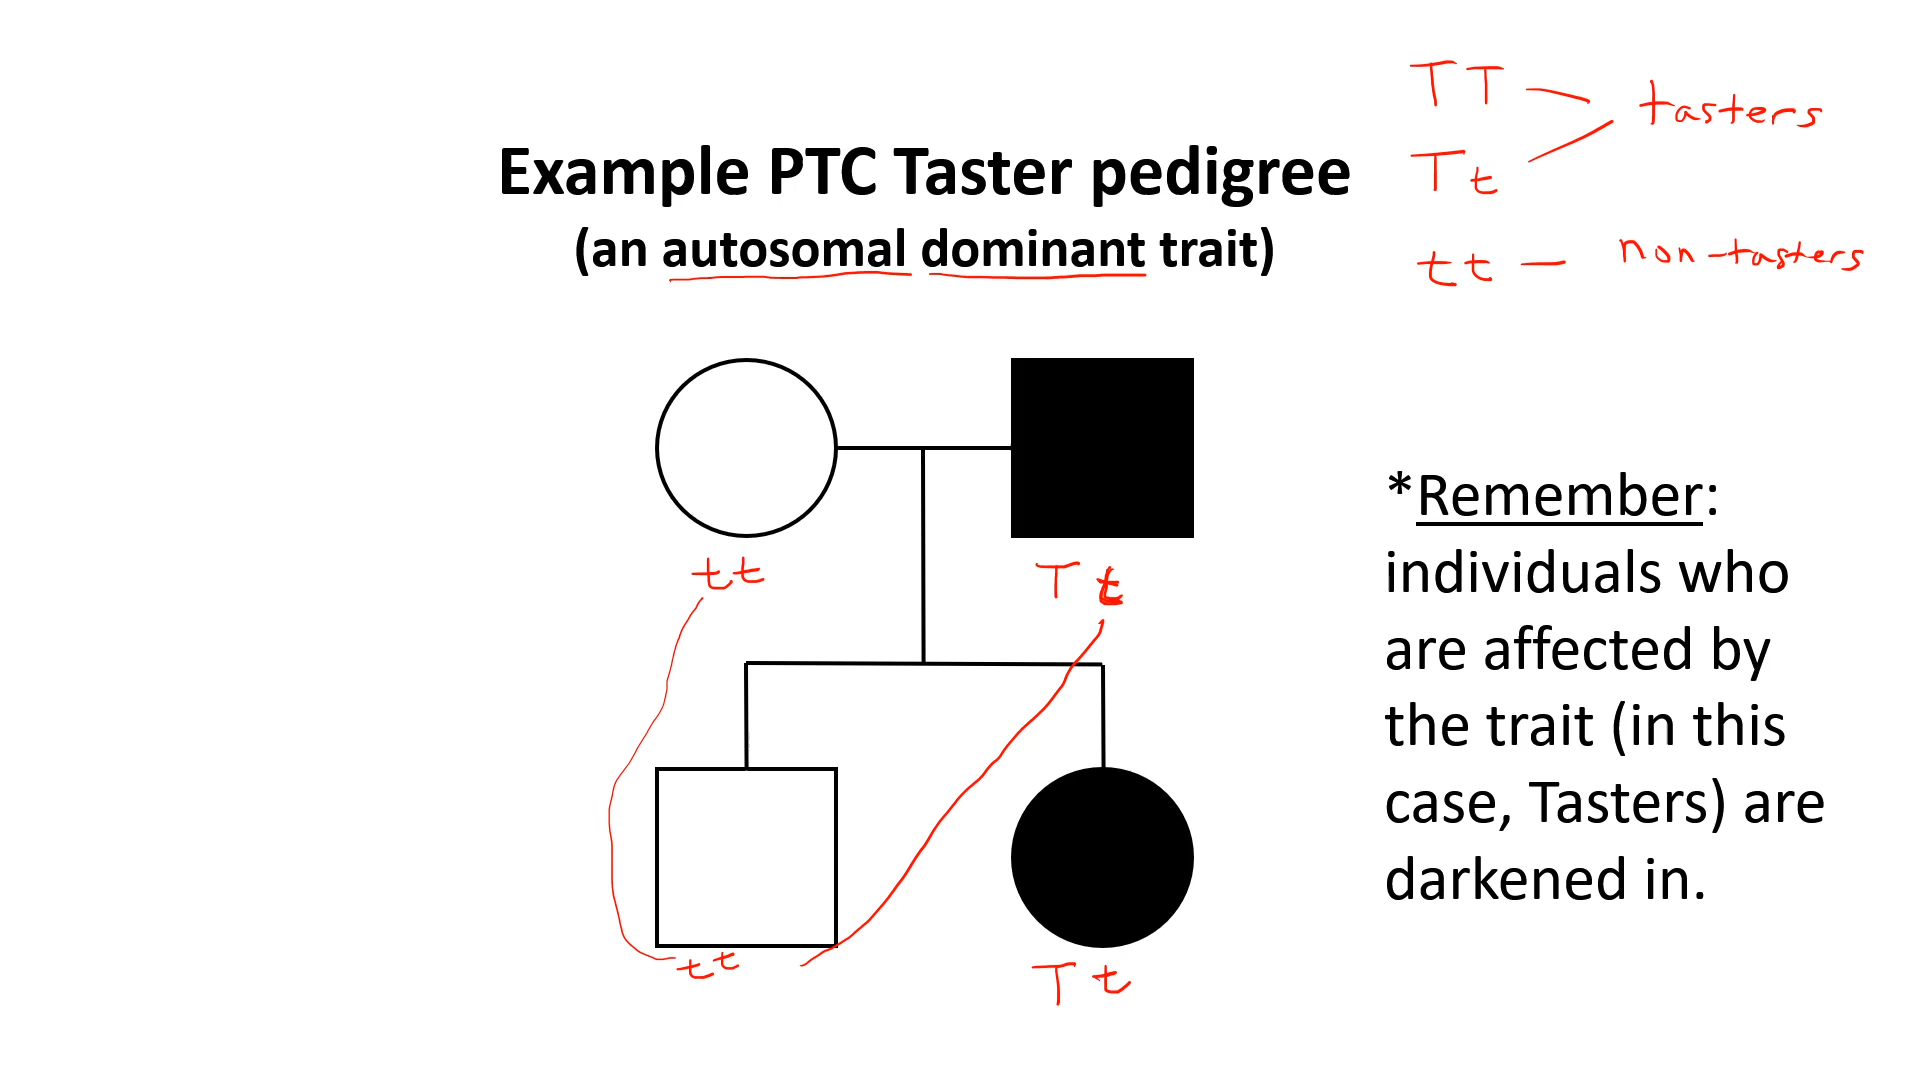 Example PTC Taster pedigree
(an autosomal dominant trait)
TT
Tt
tasters
tt — non-tasters
tt
Tt
tt
Tt
*Remember:
individuals who
are affected by
the trait (in this
case, Tasters) are
darkened in.